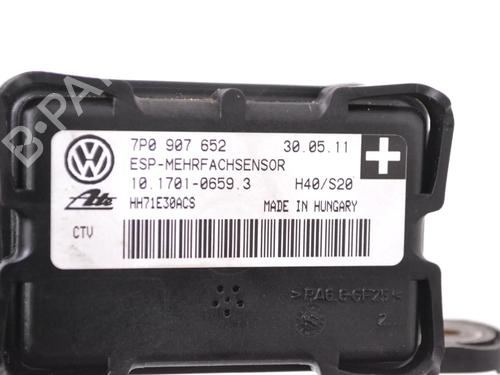 7P0 907 652 30.05.11
ESP-MEHRFACHSENSOR
10.1701-0659.3 H40/S20
Ate HH71E30ACS MADE IN HUNGARY
CTV
>PA6.6-GF25<
B-PARTS